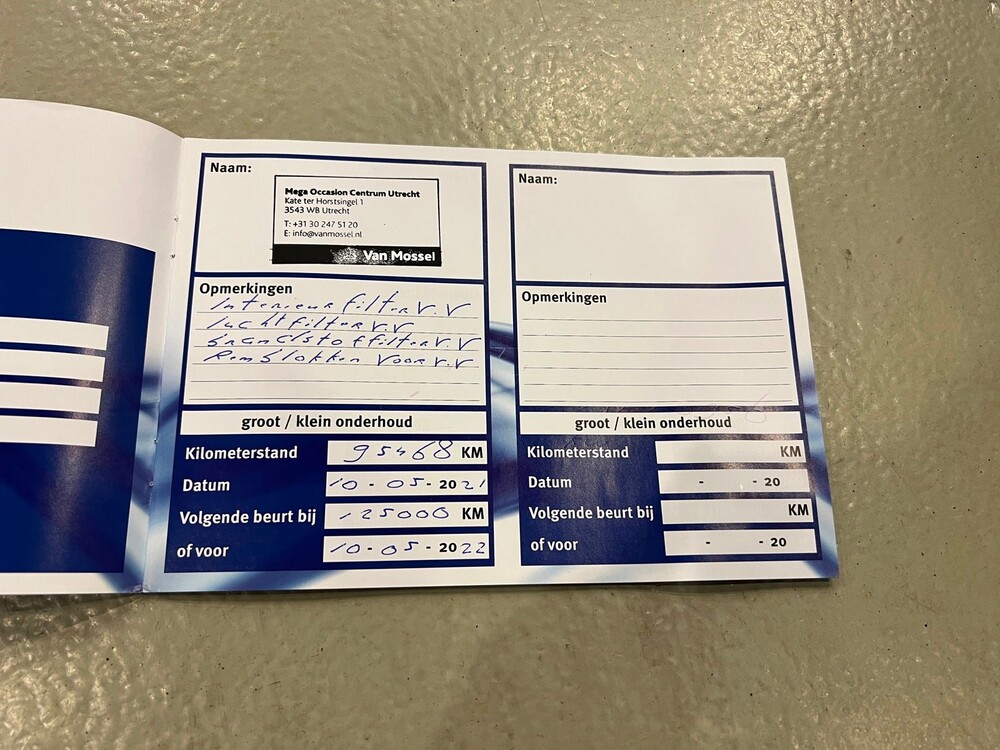 Naam:
Mega Occasion Centrum Utrecht
Kate ter Horstsingel 1
3543 WB Utrecht
T: +31 30 247 51 20
E: info@vanmossel.nl
Van Mossel
Opmerkingen
Interieur filter V.V
luchtfilter V.V
Brandstoffilter V.V
Remblokken Voor V.V
groot / klein onderhoud
Kilometerstand 95468 KM
Datum 10 - 05 - 2021
Volgende beurt bij 125000 KM
of voor 10 - 05 - 2022
Naam:
Opmerkingen
groot / klein onderhoud
Kilometerstand KM
Datum - - 20
Volgende beurt bij KM
of voor - - 20